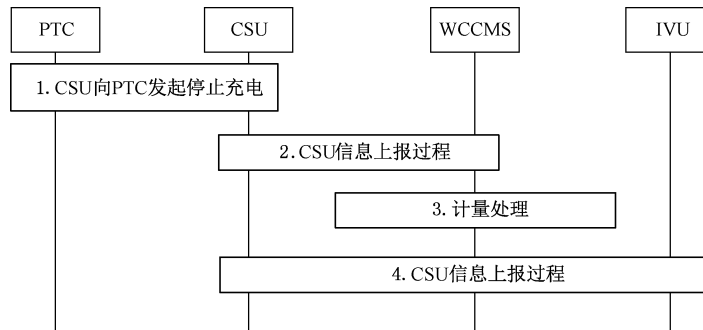 PTC CSU WCCMS IVU
1.CSU向PTC发起停止充电
2.CSU信息上报过程
3.计量处理
4.CSU信息上报过程